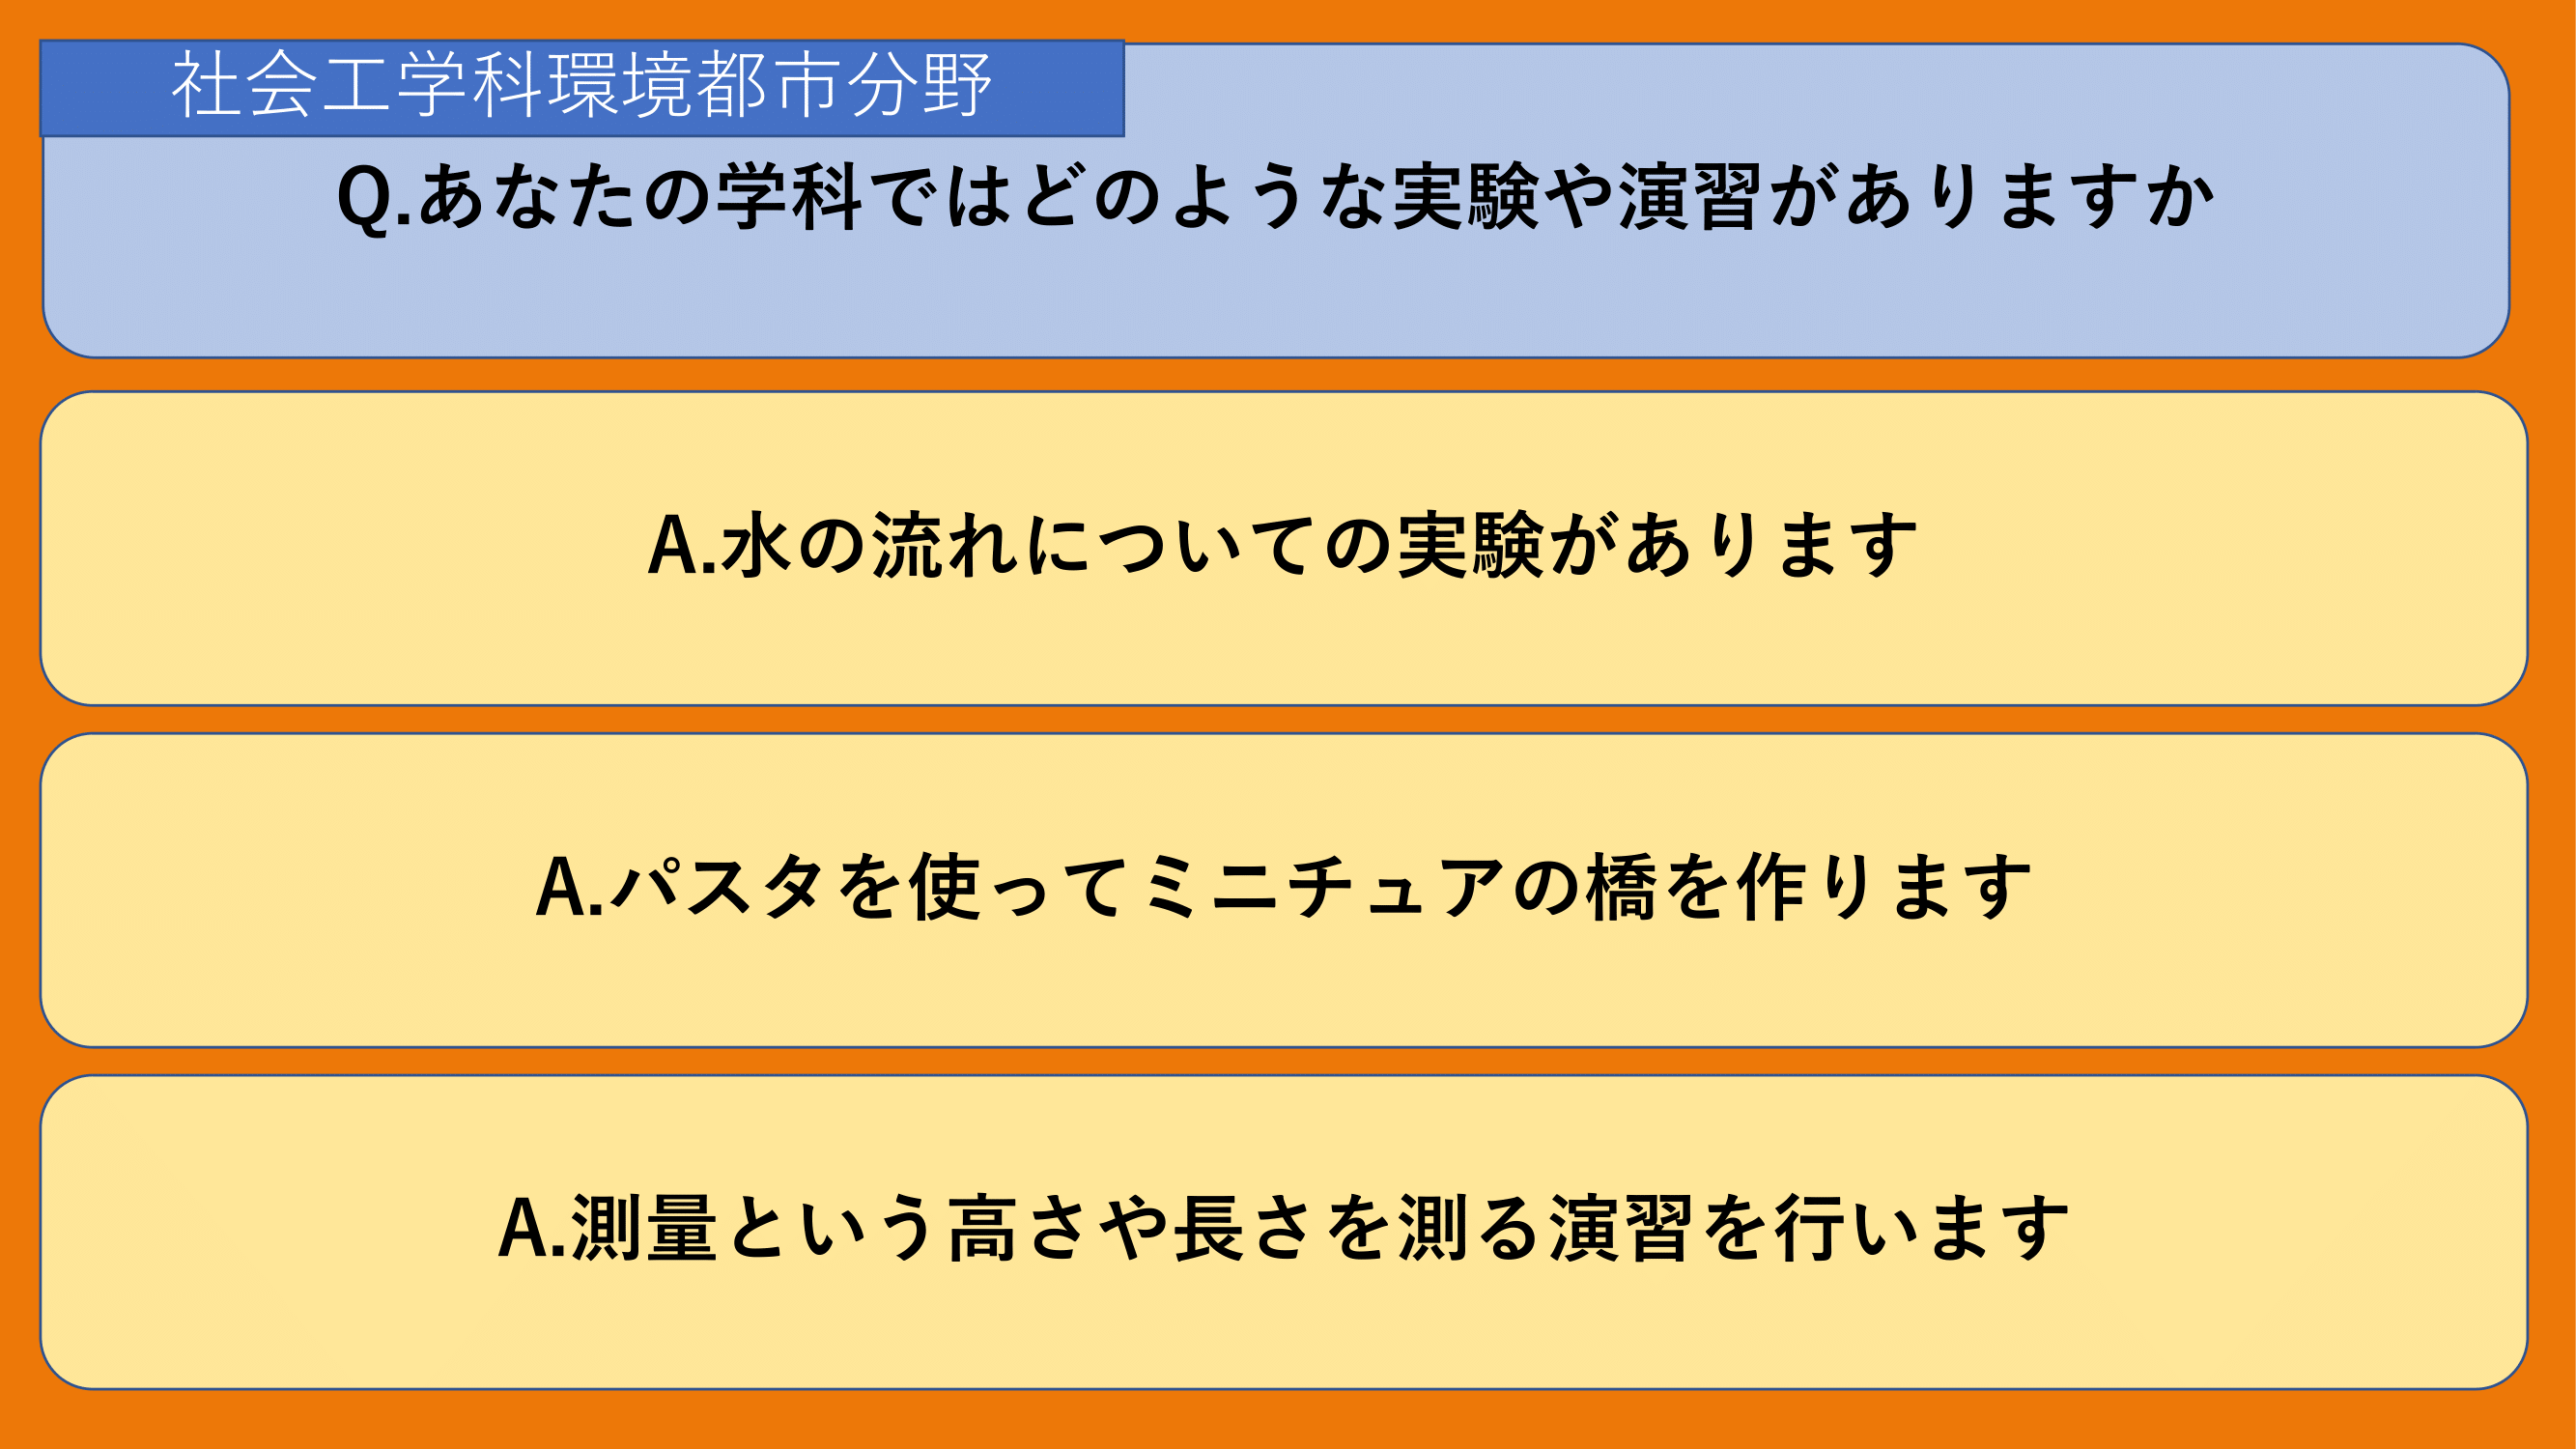 社会工学科環境都市分野
Q.あなたの学科ではどのような実験や演習がありますか
A.水の流れについての実験があります
A.パスタを使ってミニチュアの橋を作ります
A.測量という高さや長さを測る演習を行います